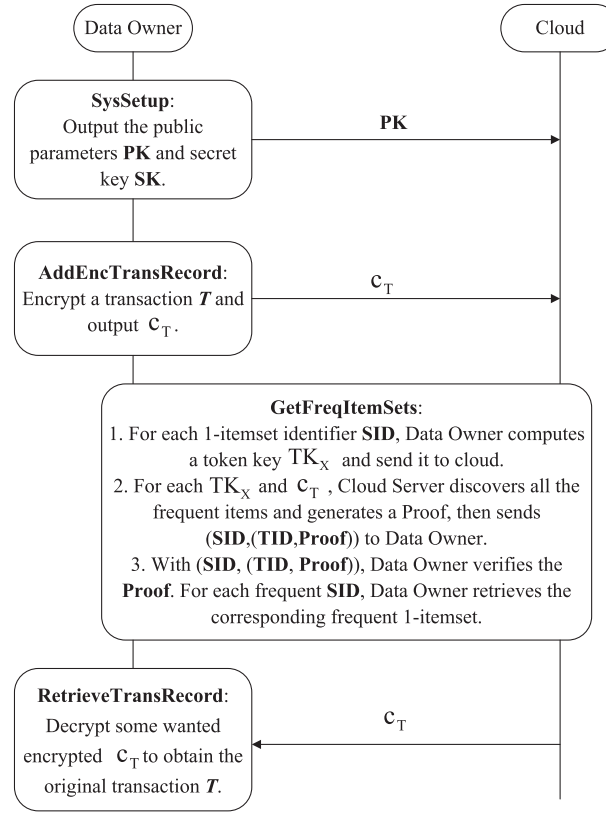 Data Owner
Cloud
SysSetup:
Output the public
parameters PK and secret
key SK.
PK
AddEncTransRecord:
Encrypt a transaction T and
output c_T.
c_T
GetFreqItemSets:
1. For each 1-itemset identifier SID, Data Owner computes
a token key TK_X and send it to cloud.
2. For each TK_X and c_T, Cloud Server discovers all the
frequent items and generates a Proof, then sends
(SID,(TID,Proof)) to Data Owner.
3. With (SID, (TID, Proof)), Data Owner verifies the
Proof. For each frequent SID, Data Owner retrieves the
corresponding frequent 1-itemset.
RetrieveTransRecord:
Decrypt some wanted
encrypted c_T to obtain the
original transaction T.
c_T